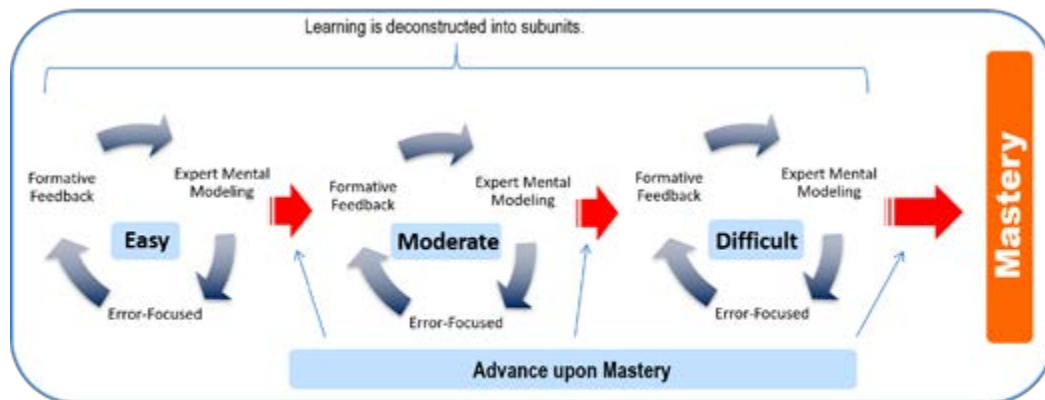 Learning is deconstructed into subunits.
Formative
Feedback
Expert Mental
Modeling
Easy
Error-Focused
Formative
Feedback
Expert Mental
Modeling
Moderate
Error-Focused
Formative
Feedback
Expert Mental
Modeling
Difficult
Error-Focused
Mastery
Advance upon Mastery